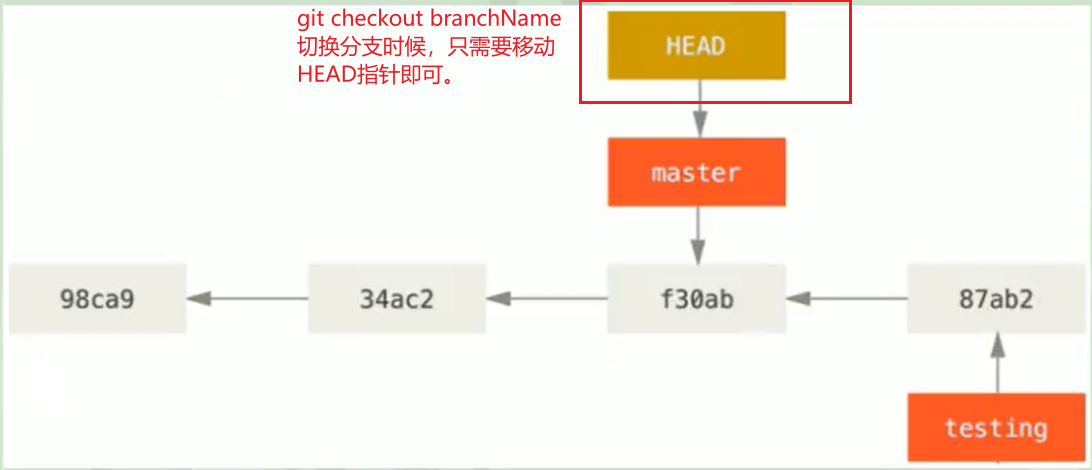 git checkout branchName
切换分支时候，只需要移动
HEAD指针即可。
HEAD
master
98ca9
34ac2
f30ab
87ab2
testing